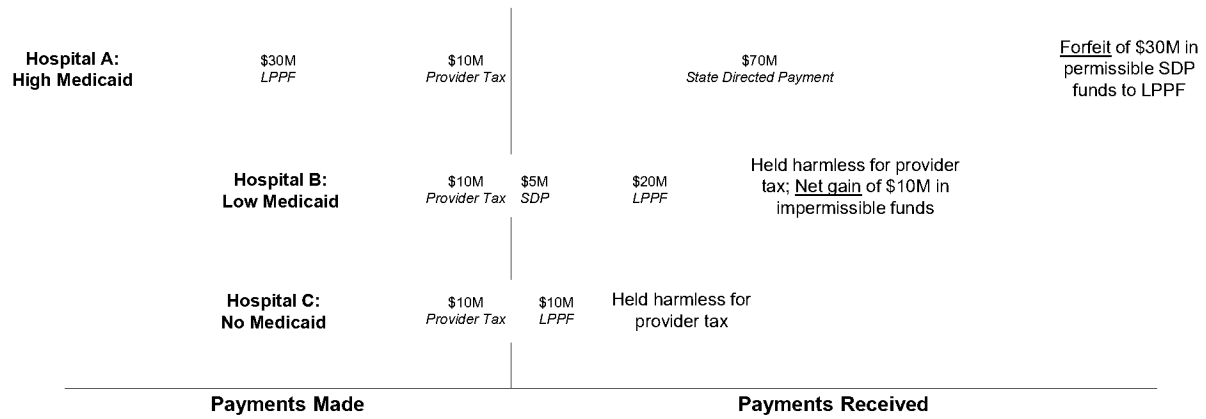 Hospital A:
High Medicaid
$30M
LPPF
$10M
Provider Tax
$70M
State Directed Payment
Forfeit of $30M in
permissible SDP
funds to LPPF
Hospital B:
Low Medicaid
$10M
Provider Tax
$5M
SDP
$20M
LPPF
Held harmless for provider
tax; Net gain of $10M in
impermissible funds
Hospital C:
No Medicaid
$10M
Provider Tax
$10M
LPPF
Held harmless for
provider tax
Payments Made
Payments Received